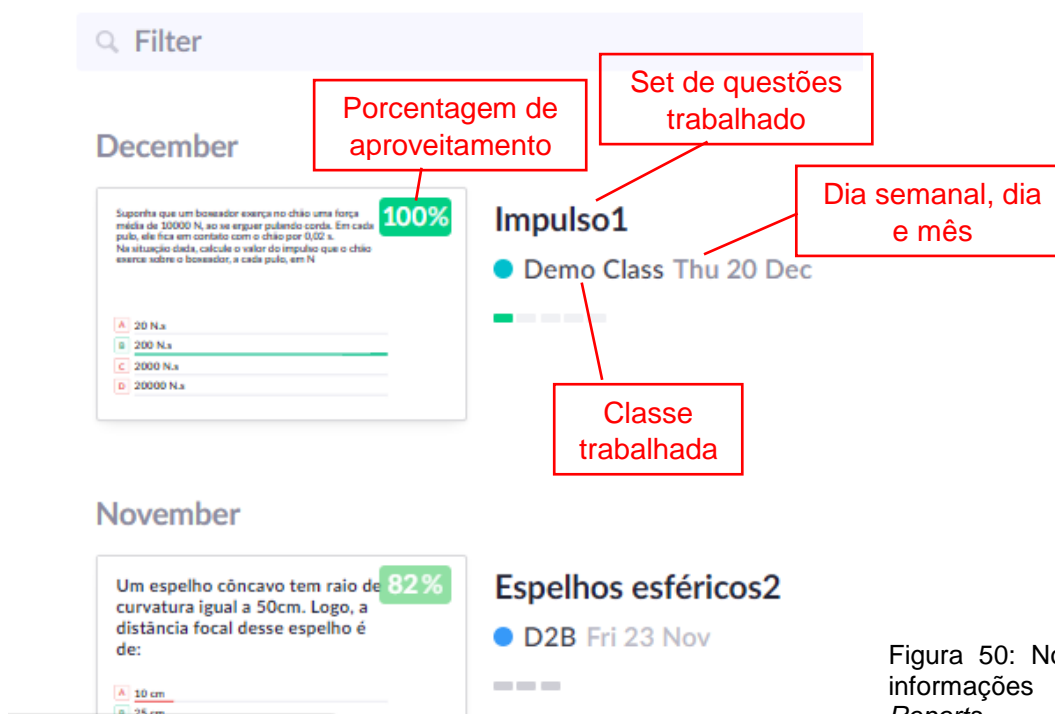 Filter
Set de questões
trabalhado
Porcentagem de
aproveitamento
December
Dia semanal, dia
e mês
Suponha que um boxeador exerça no chão uma força
média de 10000 N, ao se erguer pulando corda. Em cada
pulo, ele fica em contato com o chão por 0,02 s.
Na situação dada, calcule o valor do impulso que o chão
exerce sobre o boxeador, a cada pulo, em N
100%
A 20 N.s
B 200 N.s
C 2000 N.s
D 20000 N.s
Impulso1
Demo Class Thu 20 Dec
Classe
trabalhada
November
Um espelho côncavo tem raio de
curvatura igual a 50cm. Logo, a
distância focal desse espelho é
de:
82%
A 10 cm
25 cm
Espelhos esféricos2
D2B Fri 23 Nov
Figura 50:
informações